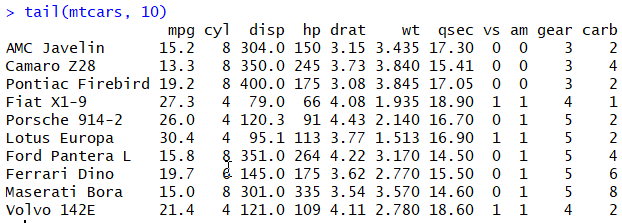 > tail(mtcars, 10)
mpg cyl disp hp drat wt qsec vs am gear carb
AMC Javelin 15.2 8 304.0 150 3.15 3.435 17.30 0 0 3 2
Camaro Z28 13.3 8 350.0 245 3.73 3.840 15.41 0 0 3 4
Pontiac Firebird 19.2 8 400.0 175 3.08 3.845 17.05 0 0 3 2
Fiat X1-9 27.3 4 79.0 66 4.08 1.935 18.90 1 1 4 1
Porsche 914-2 26.0 4 120.3 91 4.43 2.140 16.70 0 1 5 2
Lotus Europa 30.4 4 95.1 113 3.77 1.513 16.90 1 1 5 2
Ford Pantera L 15.8 8 351.0 264 4.22 3.170 14.50 0 1 5 4
Ferrari Dino 19.7 6 145.0 175 3.62 2.770 15.50 0 1 5 6
Maserati Bora 15.0 8 301.0 335 3.54 3.570 14.60 0 1 5 8
Volvo 142E 21.4 4 121.0 109 4.11 2.780 18.60 1 1 4 2